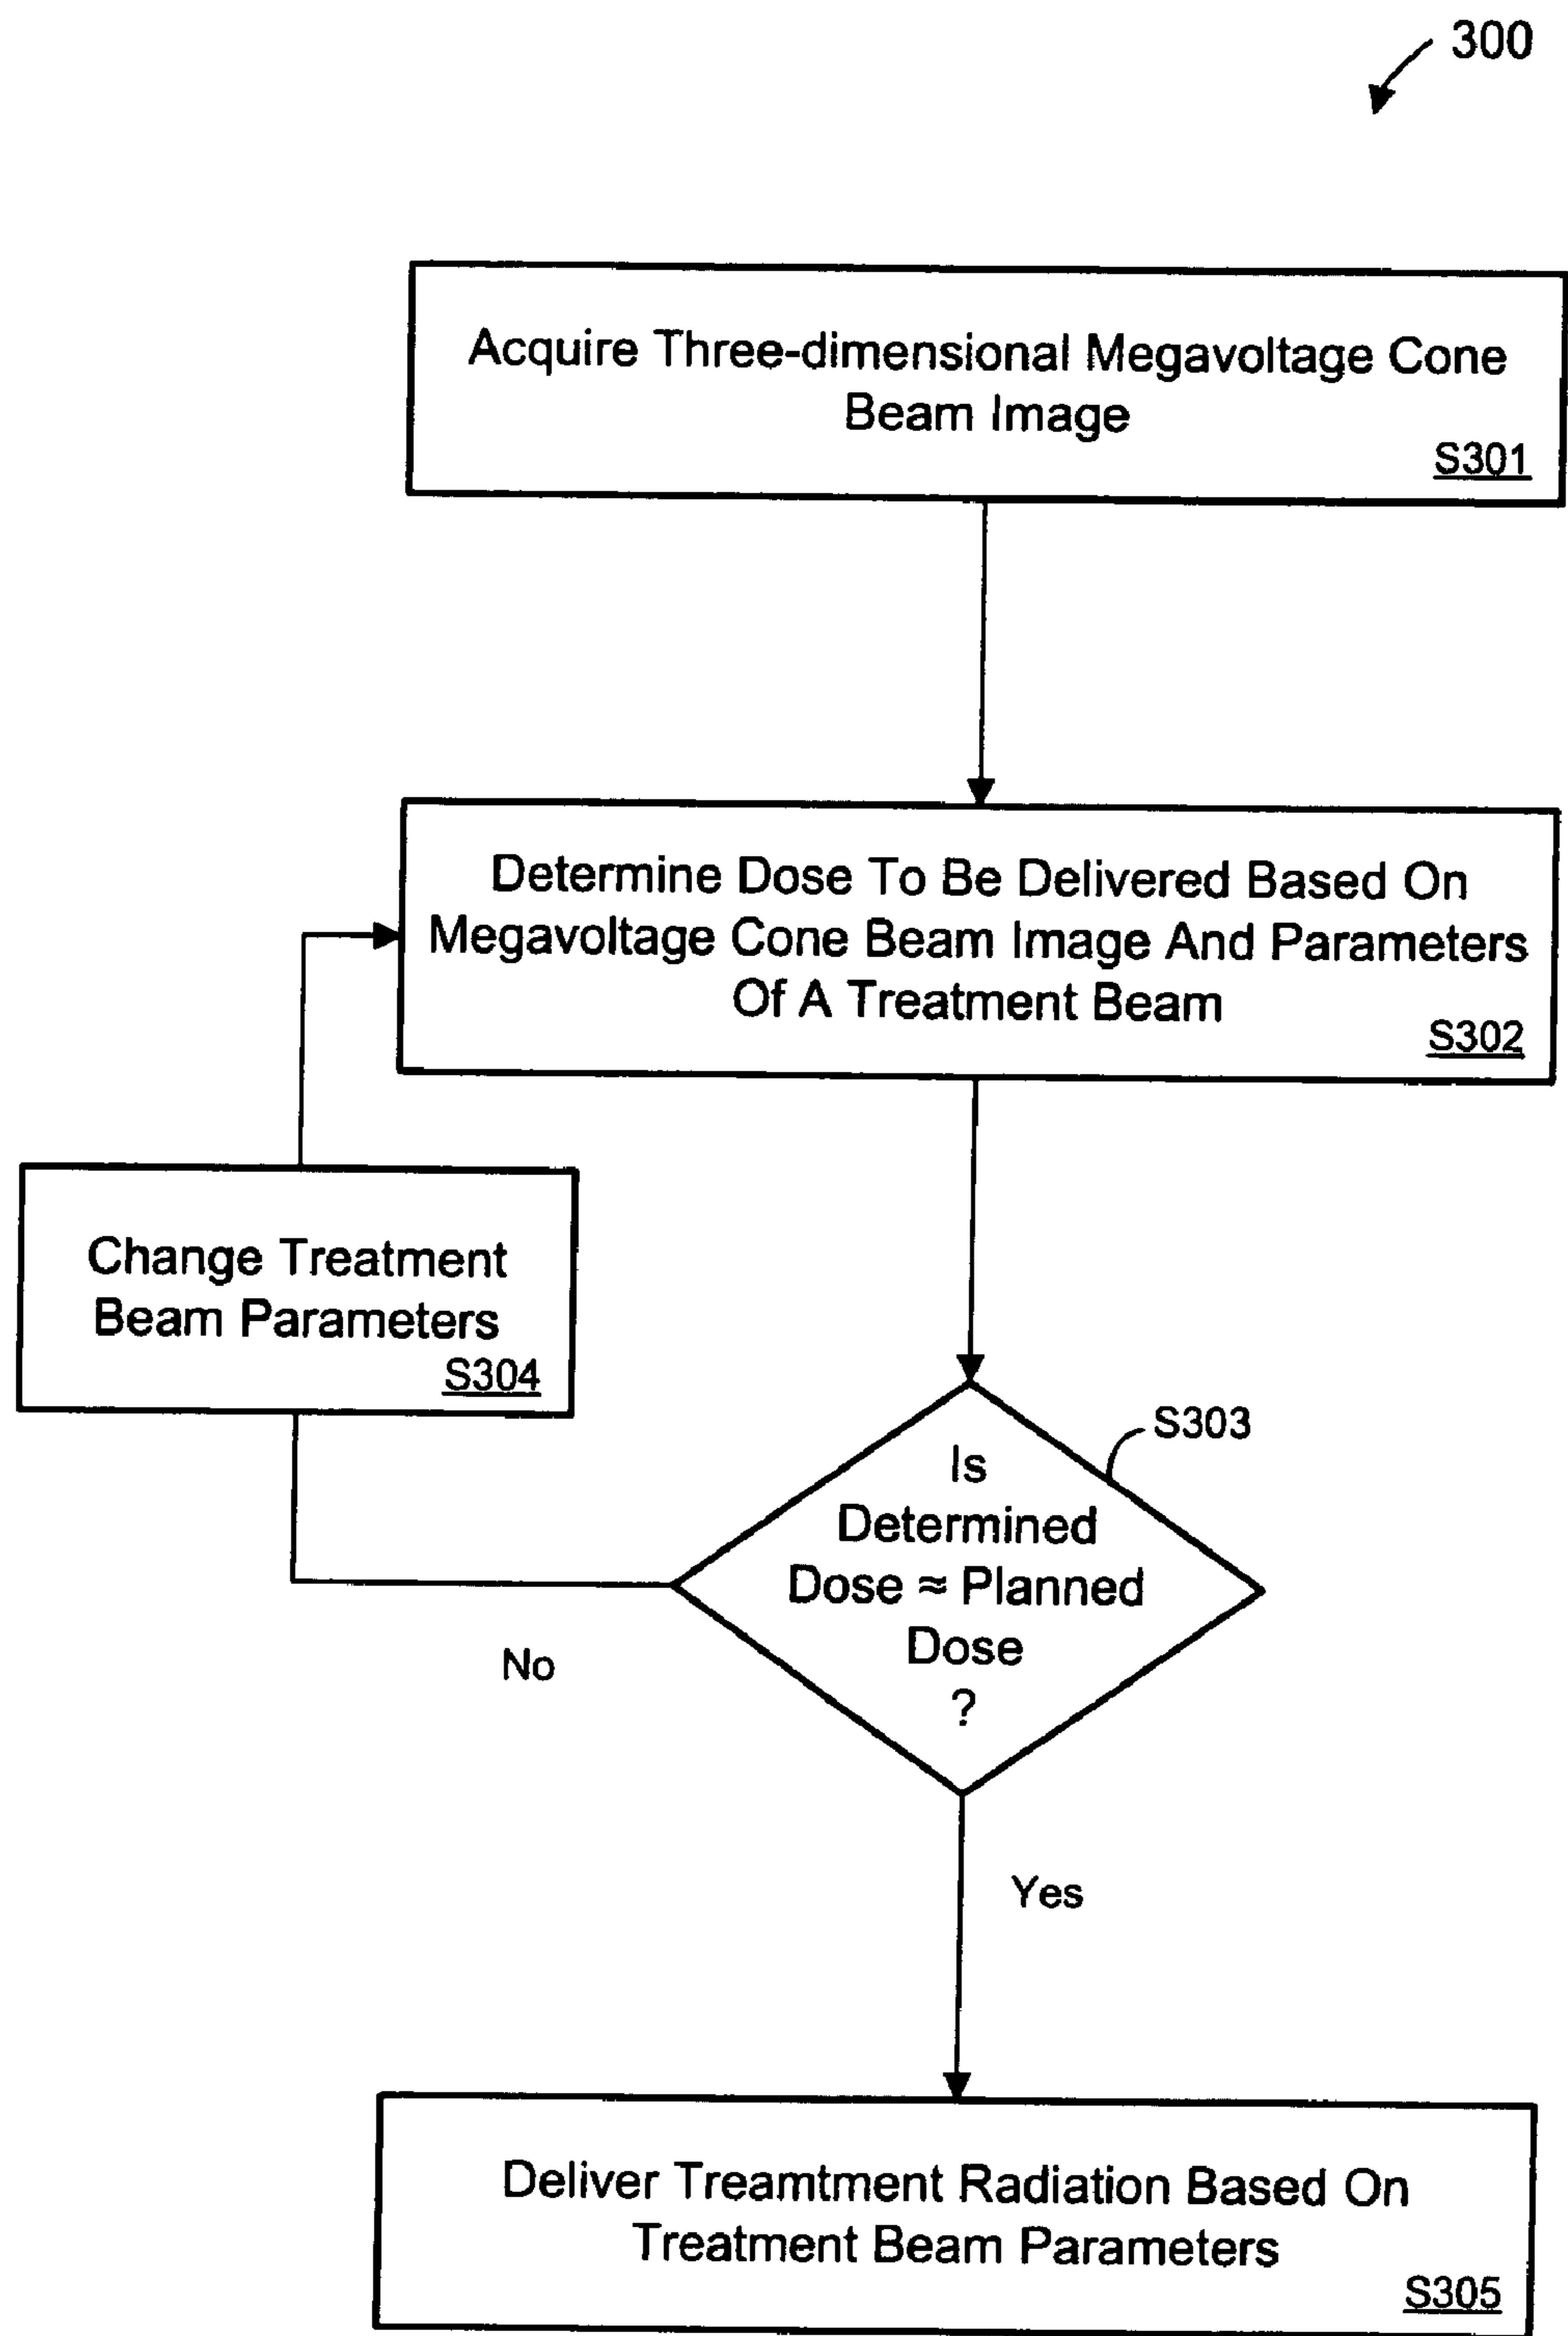 300
Acquire Three-dimensional Megavoltage Cone
Beam Image
S301
Determine Dose To Be Delivered Based On
Megavoltage Cone Beam Image And Parameters
Of A Treatment Beam
S302
Change Treatment
Beam Parameters
S304
S303
Is
Determined
Dose ≈ Planned
Dose
?
No
Yes
Deliver Treamtment Radiation Based On
Treatment Beam Parameters
S305